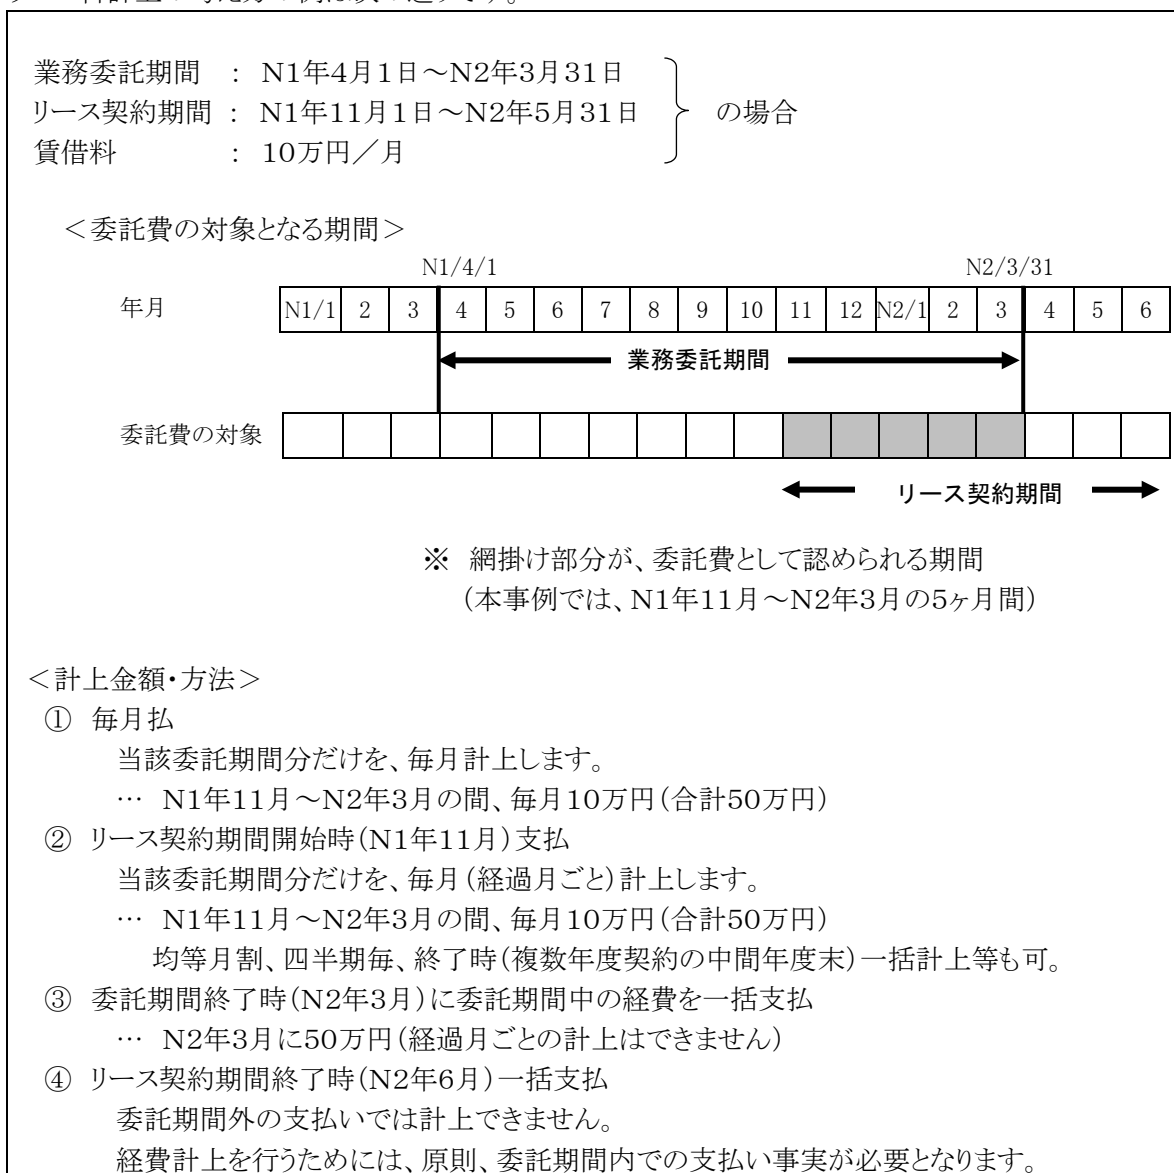 業務委託期間 : N1年4月1日～N2年3月31日
リース契約期間 : N1年11月1日～N2年5月31日 の場合
賃借料 : 10万円／月
＜委託費の対象となる期間＞
N1/4/1 N2/3/31
年月 N1/1 2 3 4 5 6 7 8 9 10 11 12 N2/1 2 3 4 5 6
業務委託期間
委託費の対象
リース契約期間
※ 網掛け部分が、委託費として認められる期間
(本事例では、N1年11月～N2年3月の5ヶ月間)
＜計上金額・方法＞
① 毎月払
当該委託期間分だけを、毎月計上します。
… N1年11月～N2年3月の間、毎月10万円(合計50万円)
② リース契約期間開始時(N1年11月)支払
当該委託期間分だけを、毎月(経過月ごと)計上します。
… N1年11月～N2年3月の間、毎月10万円(合計50万円)
均等月割、四半期毎、終了時(複数年度契約の中間年度末)一括計上等も可。
③ 委託期間終了時(N2年3月)に委託期間中の経費を一括支払
… N2年3月に50万円(経過月ごとの計上はできません)
④ リース契約期間終了時(N2年6月)一括支払
委託期間外の支払いでは計上できません。
経費計上を行うためには、原則、委託期間内での支払い事実が必要となります。